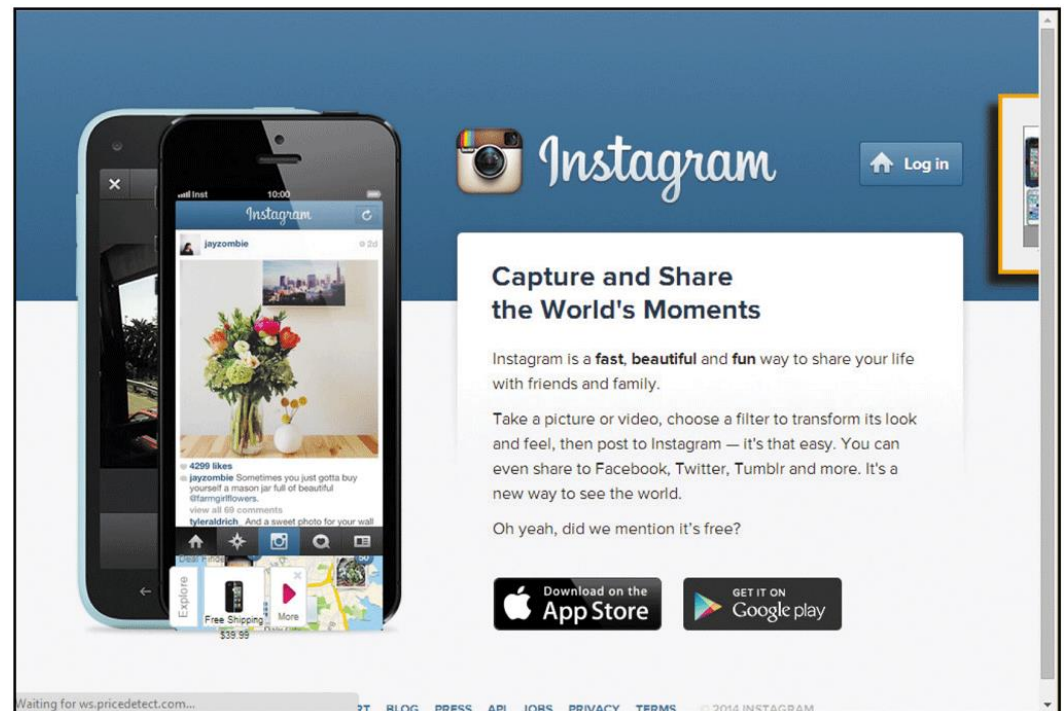 Instagram
Log in
Inst 10:00
Instagram
jayzombie 2d
4299 likes
jayzombie Sometimes you just gotta buy
yourself a mason jar full of beautiful
@farmgirlflowers.
view all 69 comments
tyleraldrich And a sweet photo for your wall
Explore
Free Shipping
$39.99
More
Capture and Share
the World's Moments
Instagram is a fast, beautiful and fun way to share your life
with friends and family.
Take a picture or video, choose a filter to transform its look
and feel, then post to Instagram — it's that easy. You can
even share to Facebook, Twitter, Tumblr and more. It's a
new way to see the world.
Oh yeah, did we mention it's free?
Download on the
App Store
GET IT ON
Google play
Waiting for ws.pricedetect.com...
BLOG PRESS API JOBS PRIVACY TERMS © 2014 INSTAGRAM